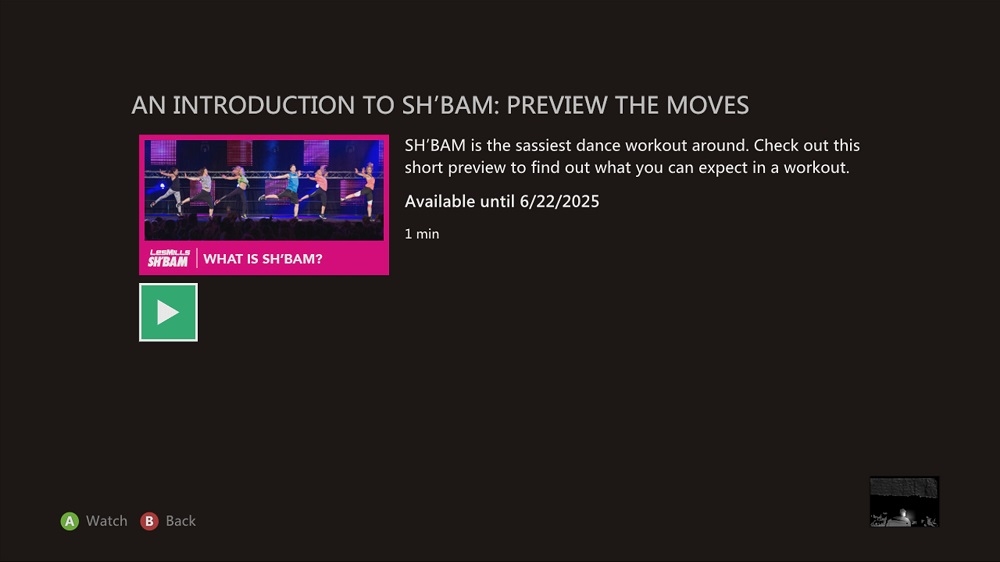 AN INTRODUCTION TO SH'BAM: PREVIEW THE MOVES
SH'BAM is the sassiest dance workout around. Check out this
short preview to find out what you can expect in a workout.
Available until 6/22/2025
1 min
LesMills
SH'BAM
WHAT IS SH'BAM?
A Watch B Back